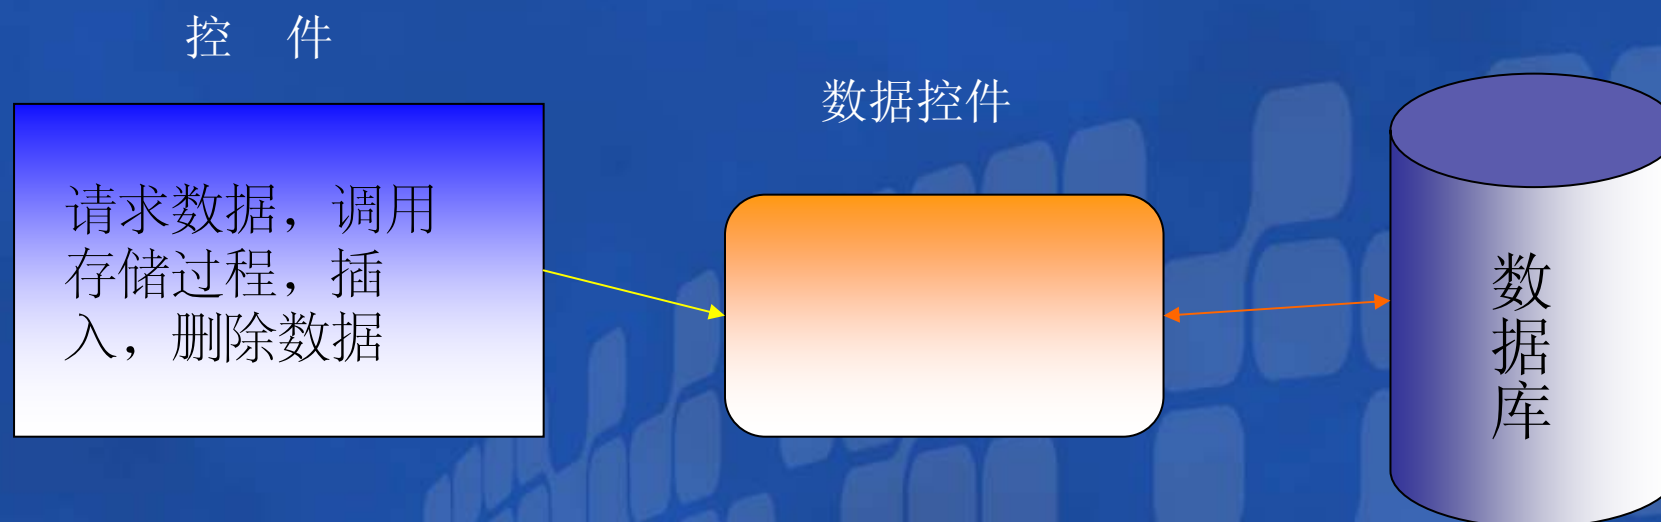 控 件
数据控件
请求数据，调用
存储过程，插
入，删除数据
数据库